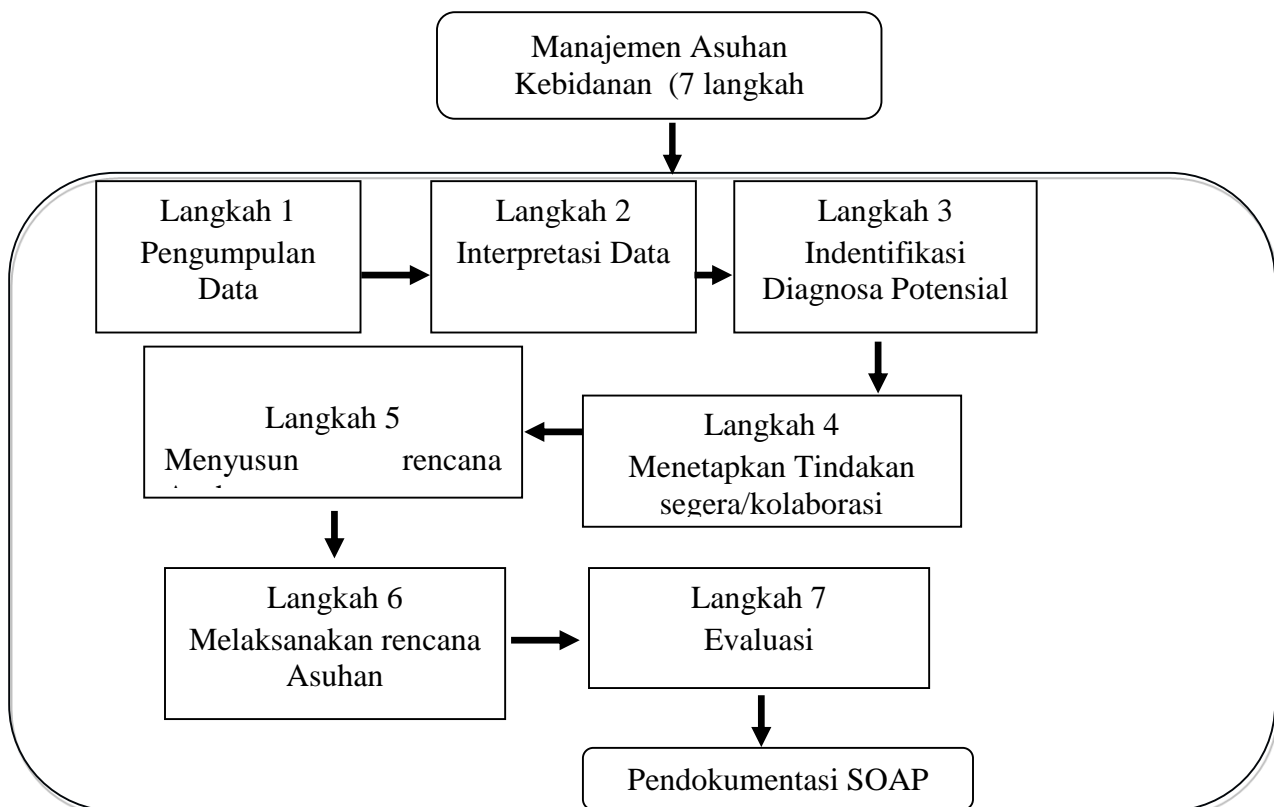 Manajemen Asuhan
Kebidanan (7 langkah
Langkah 1
Pengumpulan
Data
Langkah 2
Interpretasi Data
Langkah 3
Indentifikasi
Diagnosa Potensial
Langkah 4
Menetapkan Tindakan
segera/kolaborasi
Langkah 5
Menyusun rencana
Langkah 6
Melaksanakan rencana
Asuhan
Langkah 7
Evaluasi
Pendokumentasi SOAP